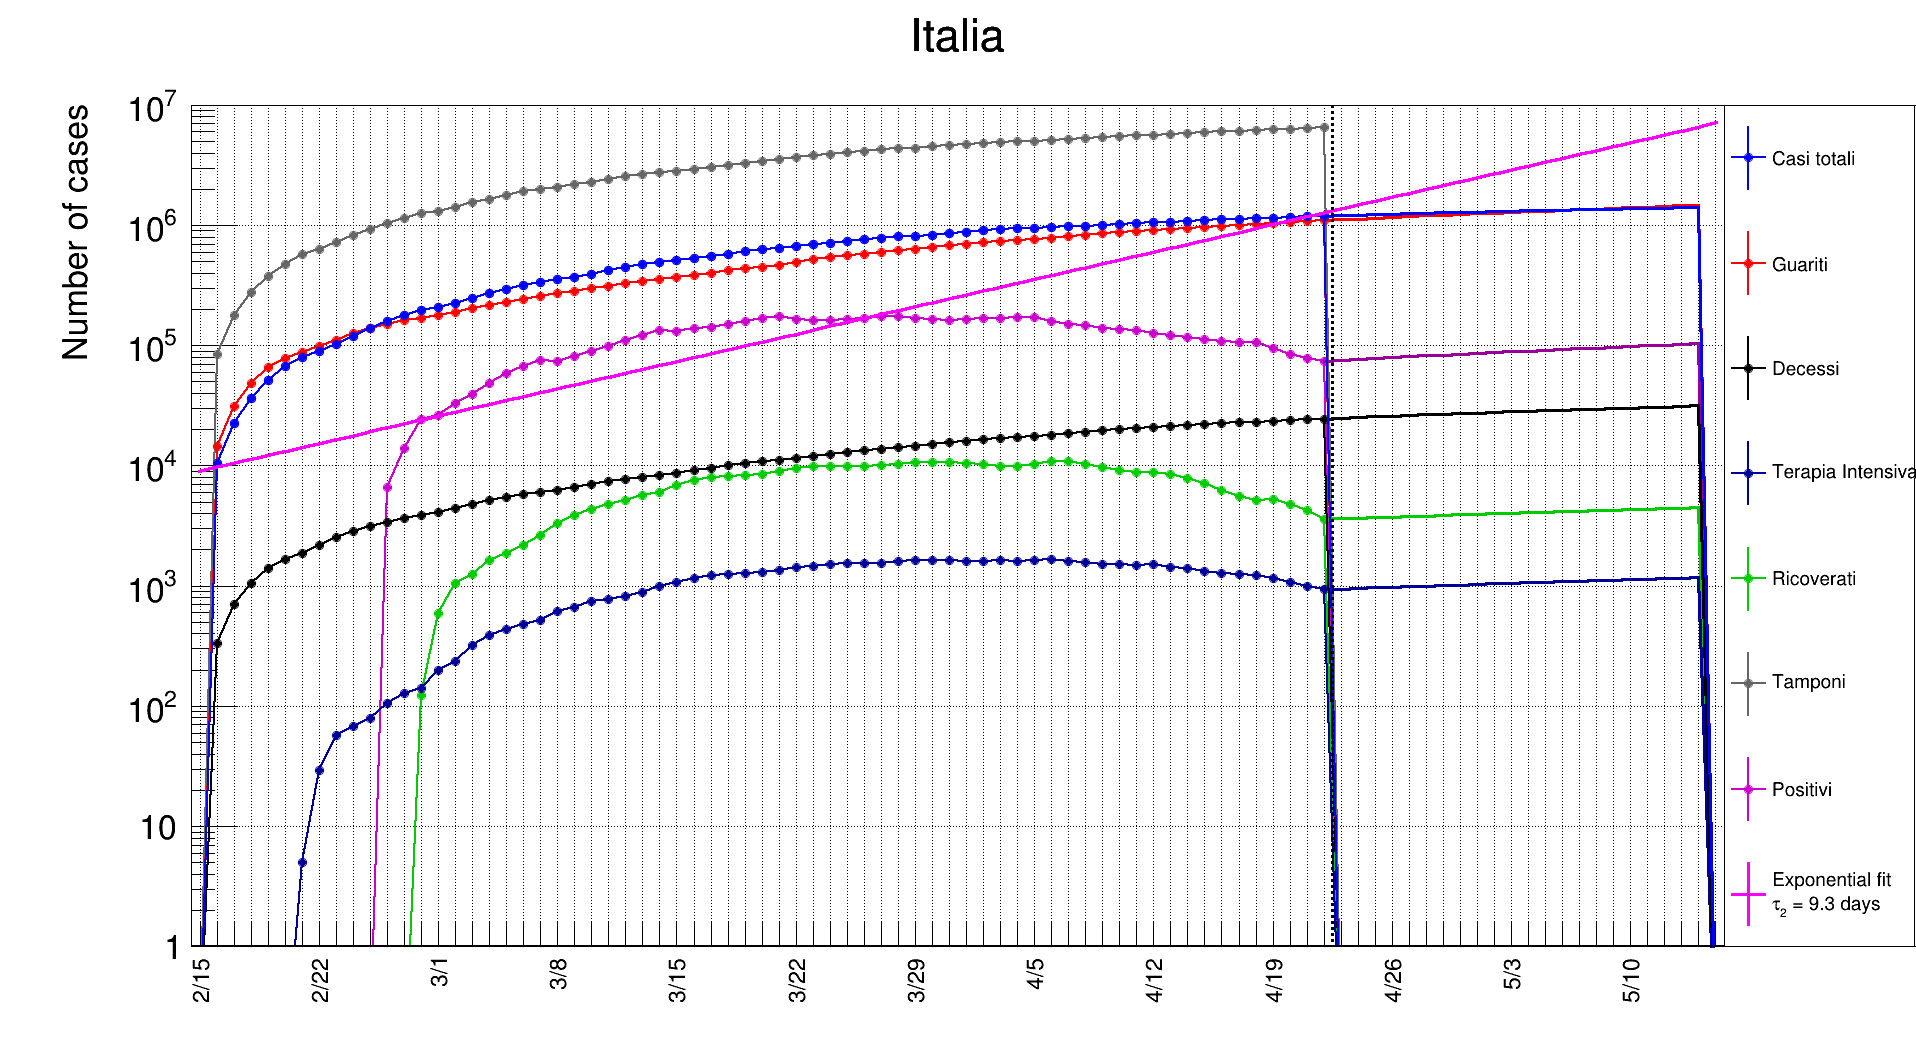 Italia
Number of cases
10^7
10^6
10^5
10^4
10^3
10^2
10
1
2/15
2/22
3/1
3/8
3/15
3/22
3/29
4/5
4/12
4/19
4/26
5/3
5/10
Casi totali
Guariti
Decessi
Terapia Intensiva
Ricoverati
Tamponi
Positivi
Exponential fit
τ_2 = 9.3 days